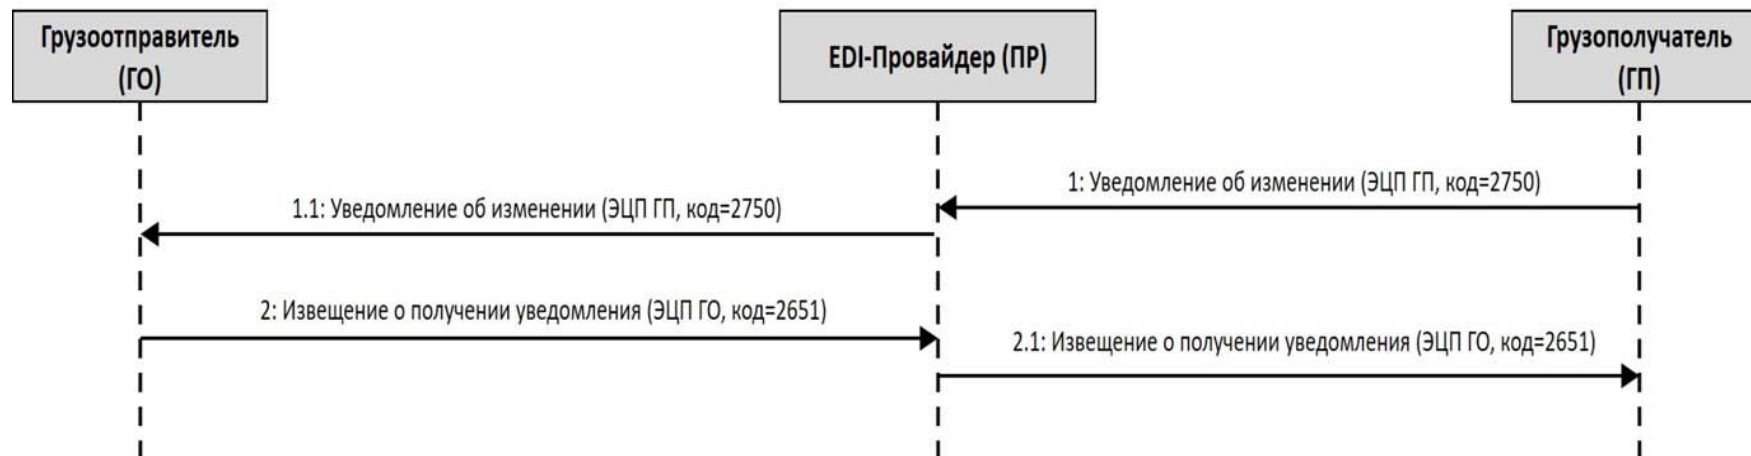 Грузоотправитель
(ГО)
EDI-Провайдер (ПР)
Грузополучатель
(ГП)
1: Уведомление об изменении (ЭЦП ГП, код=2750)
1.1: Уведомление об изменении (ЭЦП ГП, код=2750)
2: Извещение о получении уведомления (ЭЦП ГО, код=2651)
2.1: Извещение о получении уведомления (ЭЦП ГО, код=2651)